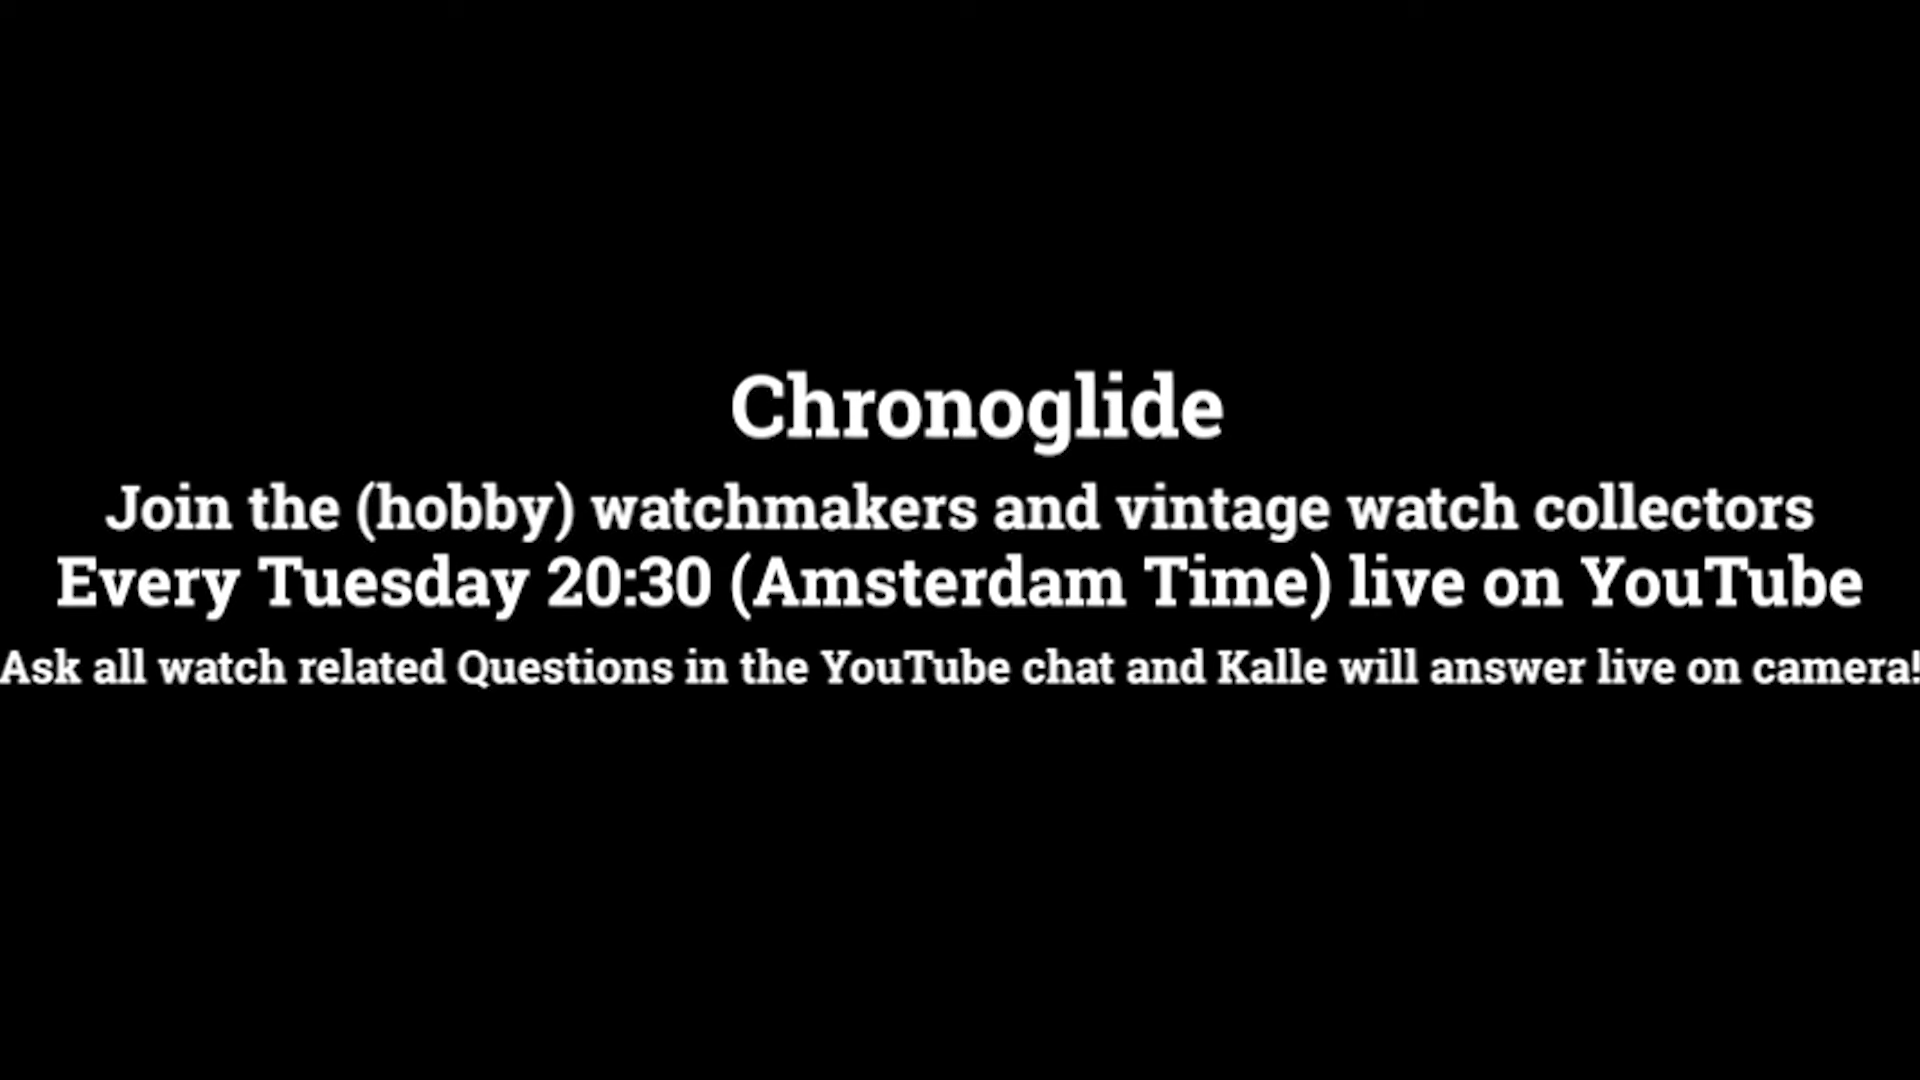 Chronoglide
Join the (hobby) watchmakers and vintage watch collectors
Every Tuesday 20:30 (Amsterdam Time) live on YouTube
Ask all watch related Questions in the YouTube chat and Kalle will answer live on camera!